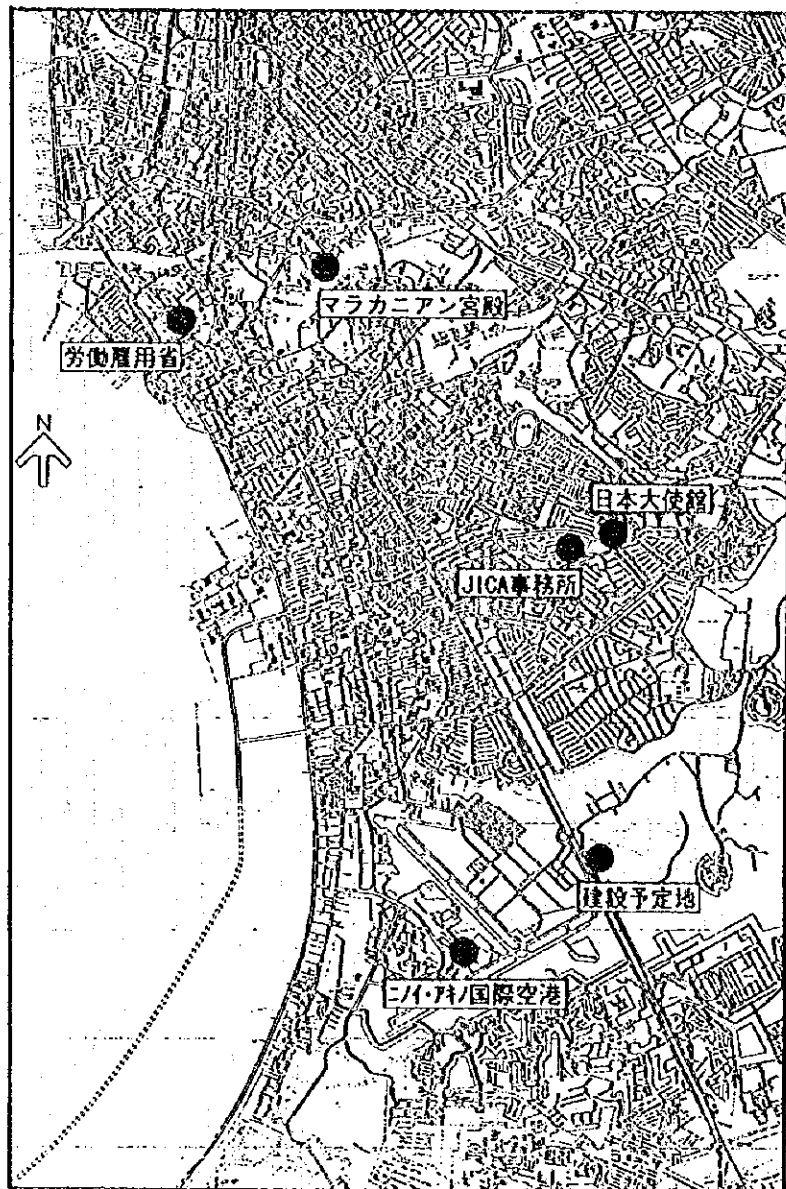 マラカニアン宮殿
労働雇用省
N
日本大使館
JICA事務所
建設予定地
ニノイ・アキノ国際空港